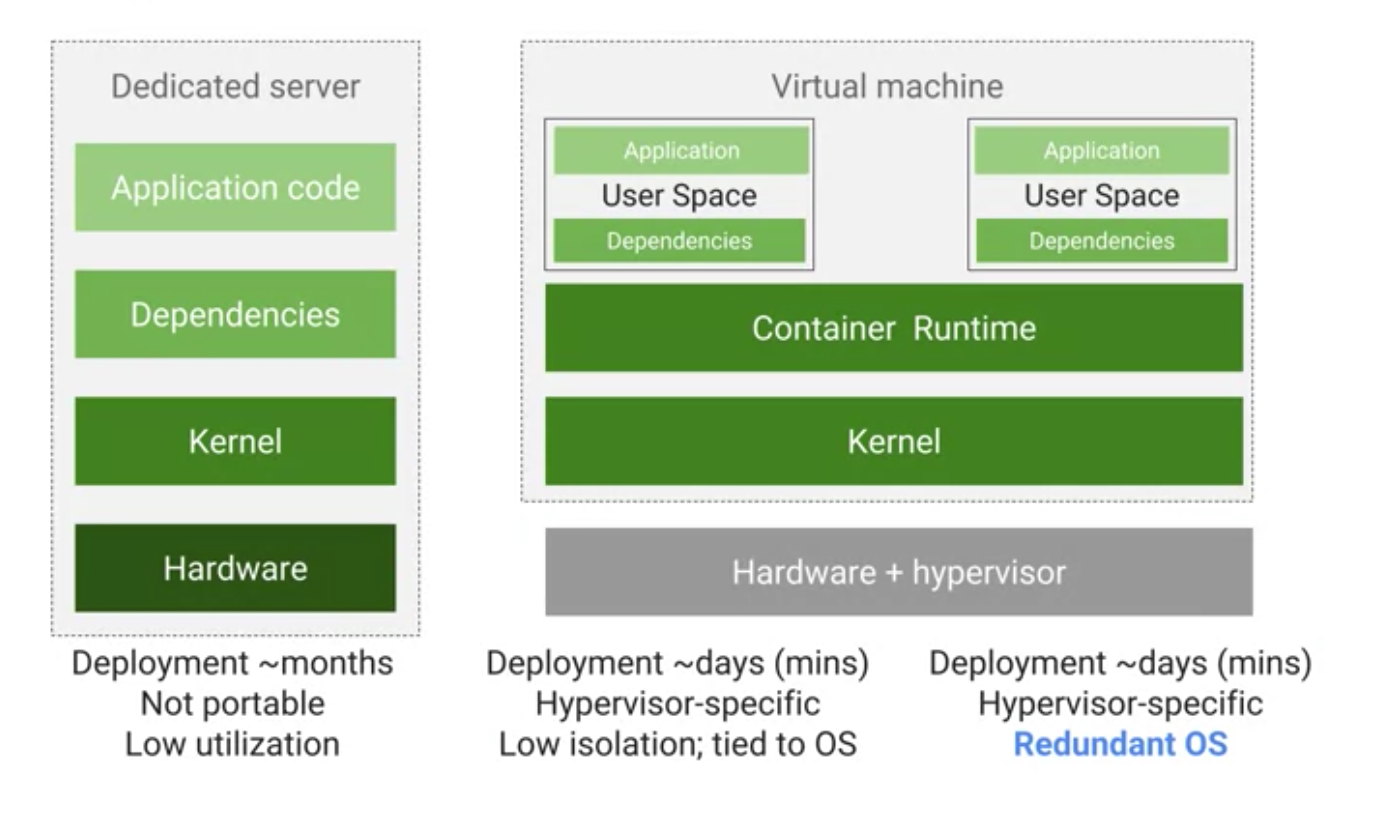 Dedicated server
Application code
Dependencies
Kernel
Hardware
Deployment ~months
Not portable
Low utilization
Virtual machine
Application
User Space
Dependencies
Application
User Space
Dependencies
Container Runtime
Kernel
Hardware + hypervisor
Deployment ~days (mins)
Hypervisor-specific
Low isolation; tied to OS
Deployment ~days (mins)
Hypervisor-specific
Redundant OS